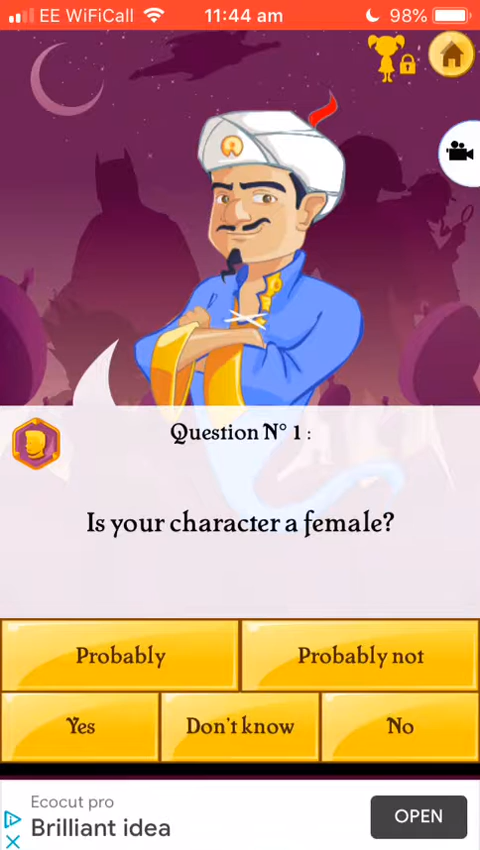 EE WiFiCall 11:44 am 98%
Question N° 1 :
Is your character a female?
Probably Probably not
Yes Don't know No
Ecocut pro
Brilliant idea
OPEN